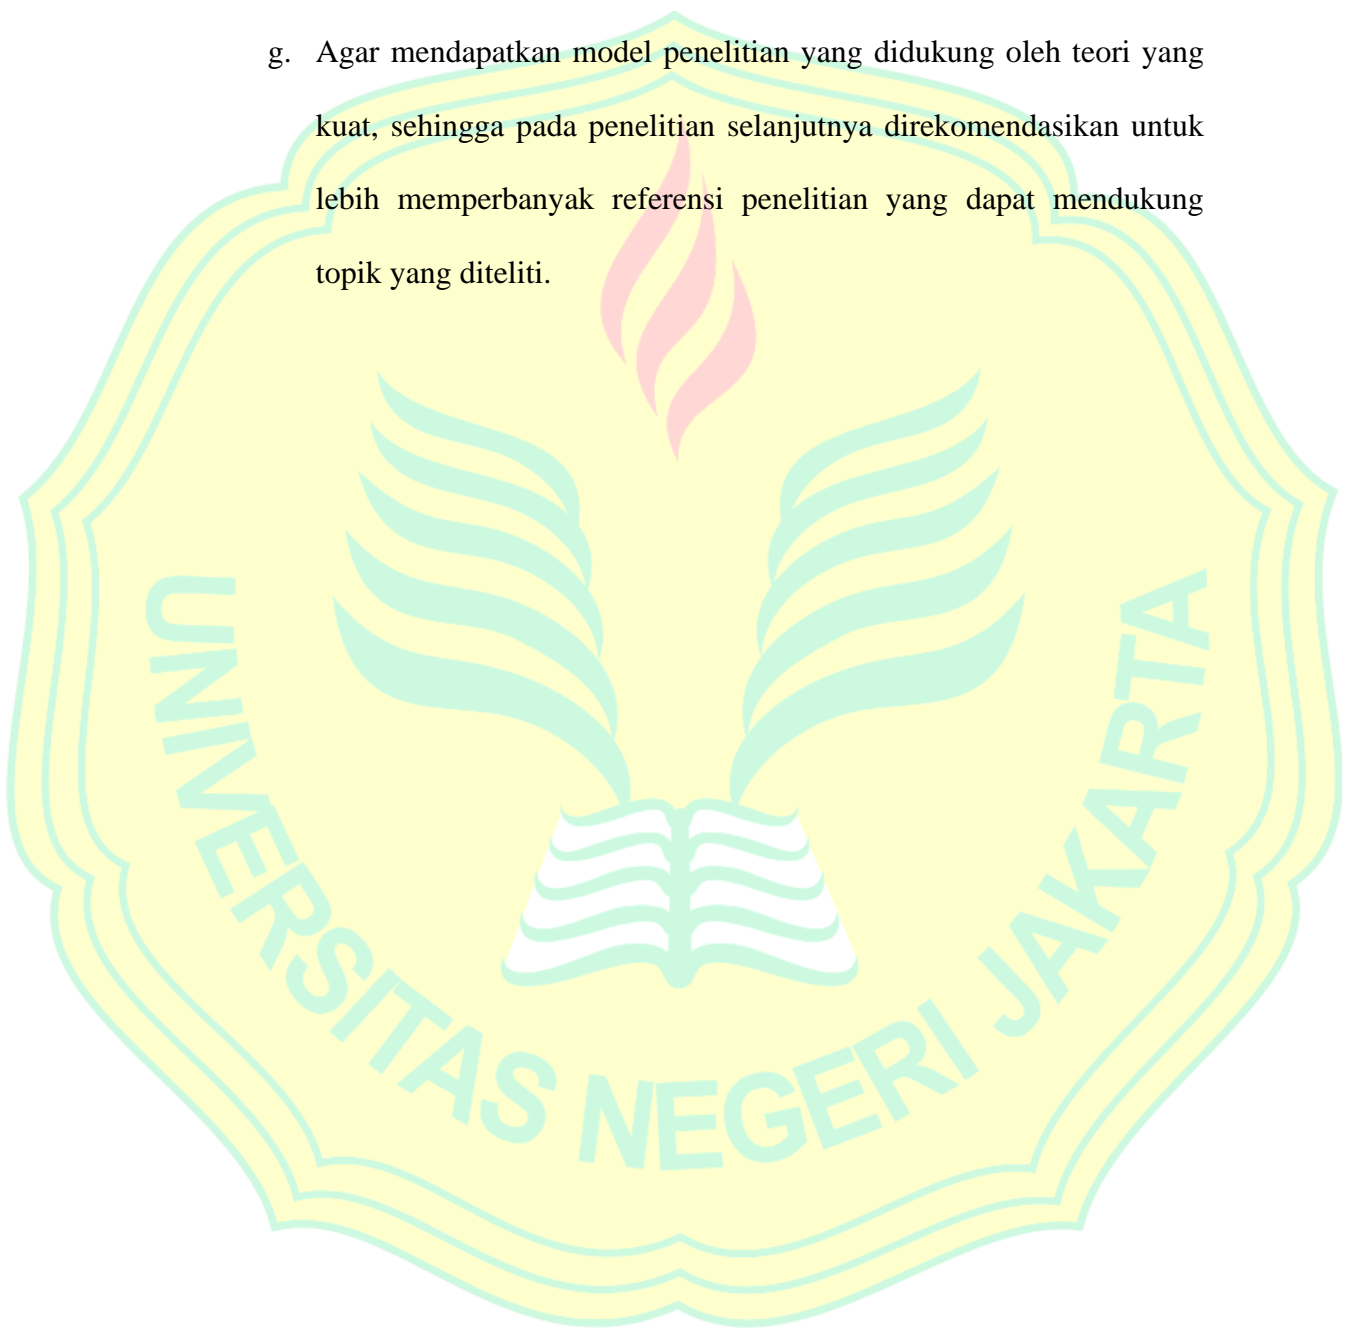 g. Agar mendapatkan model penelitian yang didukung oleh teori yang
kuat, sehingga pada penelitian selanjutnya direkomendasikan untuk
lebih memperbanyak referensi penelitian yang dapat mendukung
topik yang diteliti.
UNIVERSITAS NEGERI JAKARTA